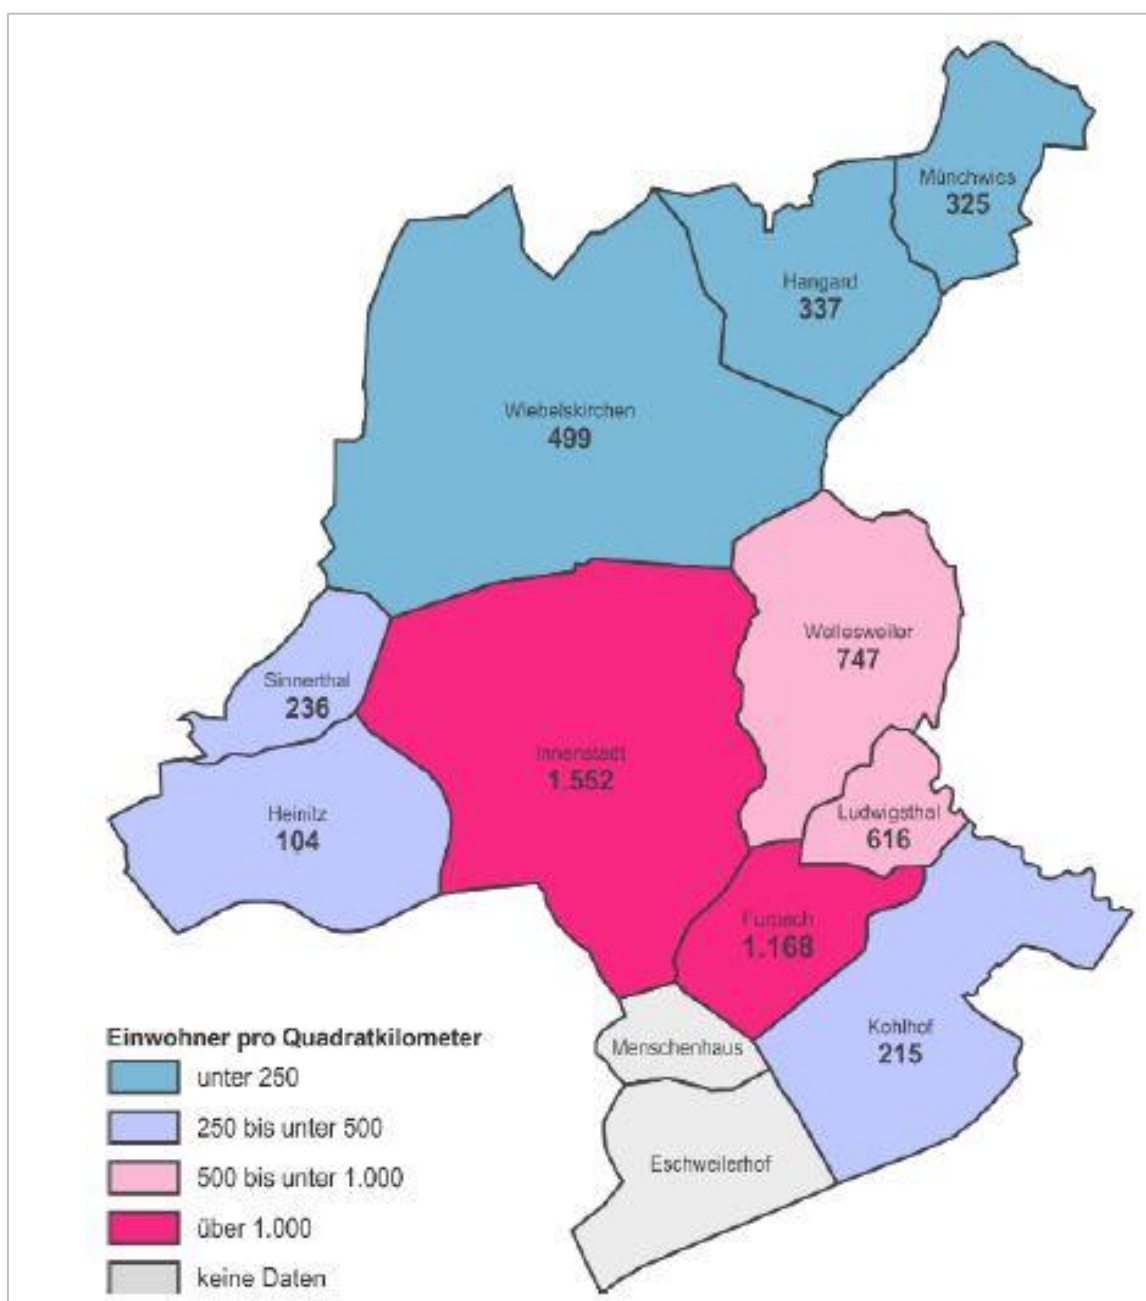 Münchwies
325
Hangard
337
Wiebelskirchen
499
Wellesweiler
747
Sinnerthal
236
Innenstadt
1.552
Heinitz
104
Ludwigsthal
616
Furpach
1.168
Kohlhof
215
Menschenhaus
Eschweilerhof
Einwohner pro Quadratkilometer
unter 250
250 bis unter 500
500 bis unter 1.000
über 1.000
keine Daten